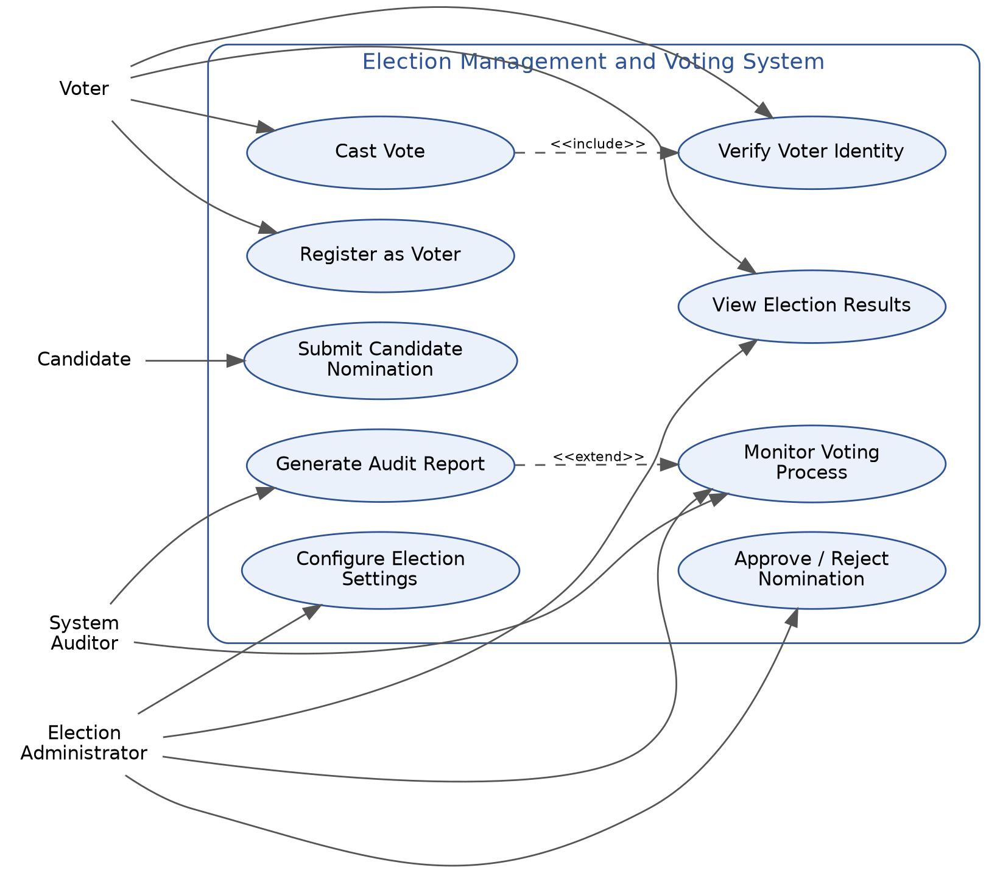 Election Management and Voting System
Voter
Cast Vote
<<include>>
Verify Voter Identity
Register as Voter
View Election Results
Candidate
Submit Candidate
Nomination
Generate Audit Report
<<extend>>
Monitor Voting
Process
Configure Election
Settings
Approve / Reject
Nomination
System
Auditor
Election
Administrator